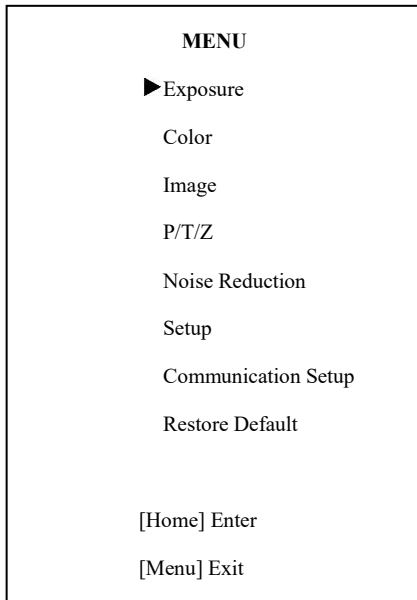 MENU
▶Exposure
Color
Image
P/T/Z
Noise Reduction
Setup
Communication Setup
Restore Default
[Home] Enter
[Menu] Exit